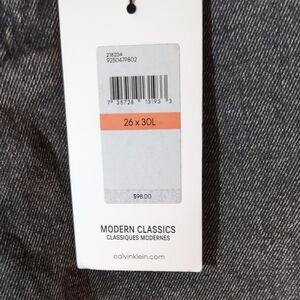 218234
9250479802
7 35728 13193 3
26 x 30L
$98.00
MODERN CLASSICS
CLASSIQUES MODERNES
calvinklein.com